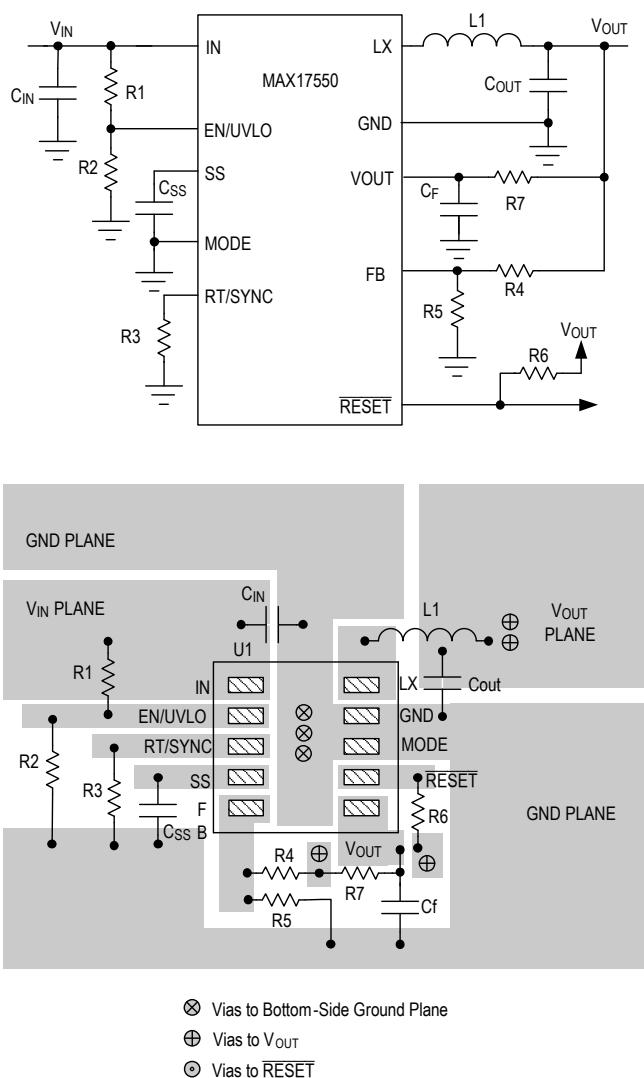 VIN
IN
LX
L1
VOUT
MAX17550
CIN
R1
COUT
EN/UVLO
GND
R2
SS
CSS
VOUT
CF
R7
MODE
FB
R4
RT/SYNC
R5
R3
VOUT
R6
RESET
GND PLANE
CIN
VIN PLANE
L1
VOUT
PLANE
U1
R1
IN
LX
Cout
EN/UVLO
GND
R2
RT/SYNC
MODE
R3
SS
RESET
CSS
F
B
R6
GND PLANE
R4
VOUT
R7
R5
Cf
Vias to Bottom-Side Ground Plane
Vias to VOUT
Vias to RESET